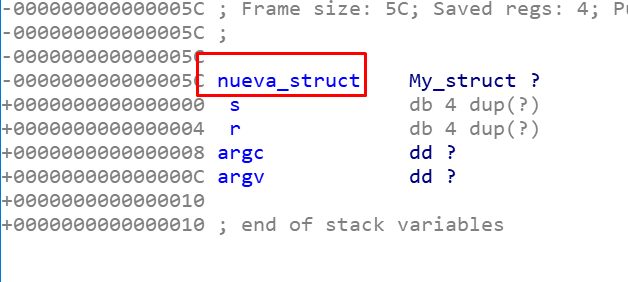 -000000000000005C ; Frame size: 5C; Saved regs: 4; Pu
-000000000000005C ;
-000000000000005C
-000000000000005C nueva_struct    My_struct ?
+0000000000000000  s              db 4 dup(?)
+0000000000000004  r              db 4 dup(?)
+0000000000000008 argc            dd ?
+000000000000000C argv            dd ?
+0000000000000010
+0000000000000010 ; end of stack variables